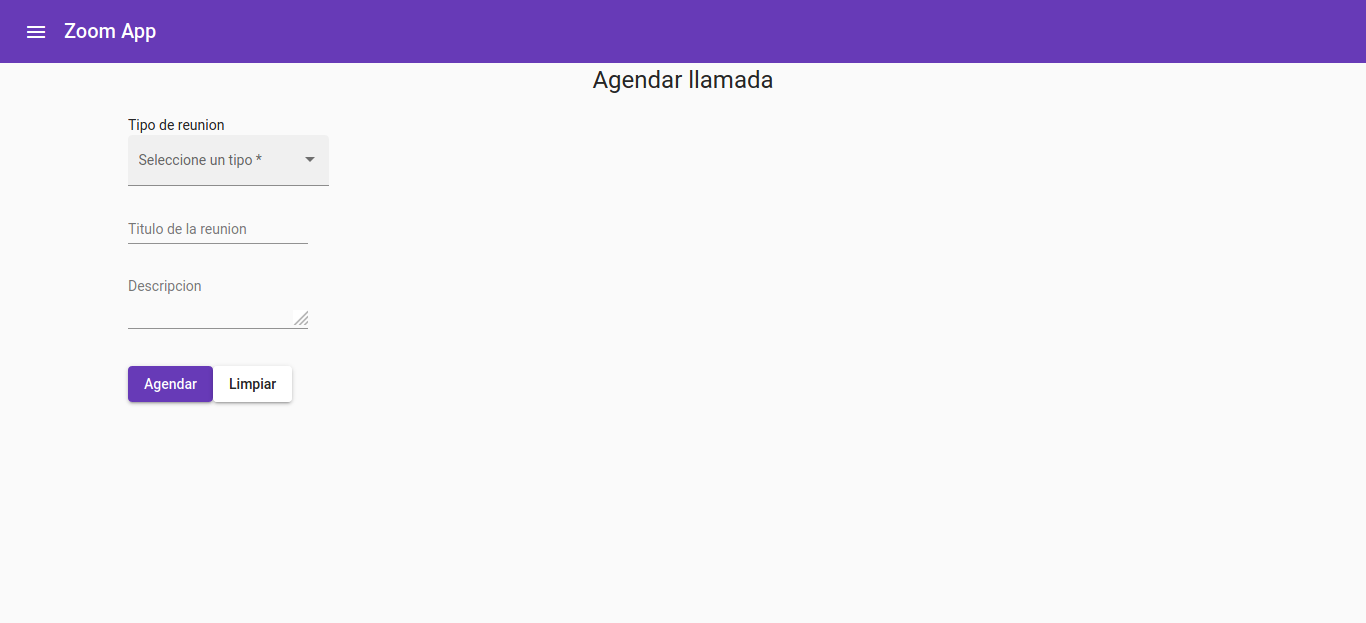 Zoom App
Agendar llamada
Tipo de reunion
Seleccione un tipo *
Titulo de la reunion
Descripcion
Agendar Limpiar